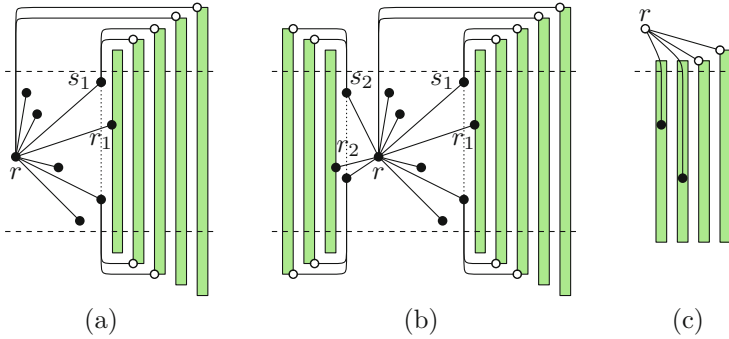 r
s₁ s₂ s₁
r₁ r₂ r₁
r r
(a) (b) (c)